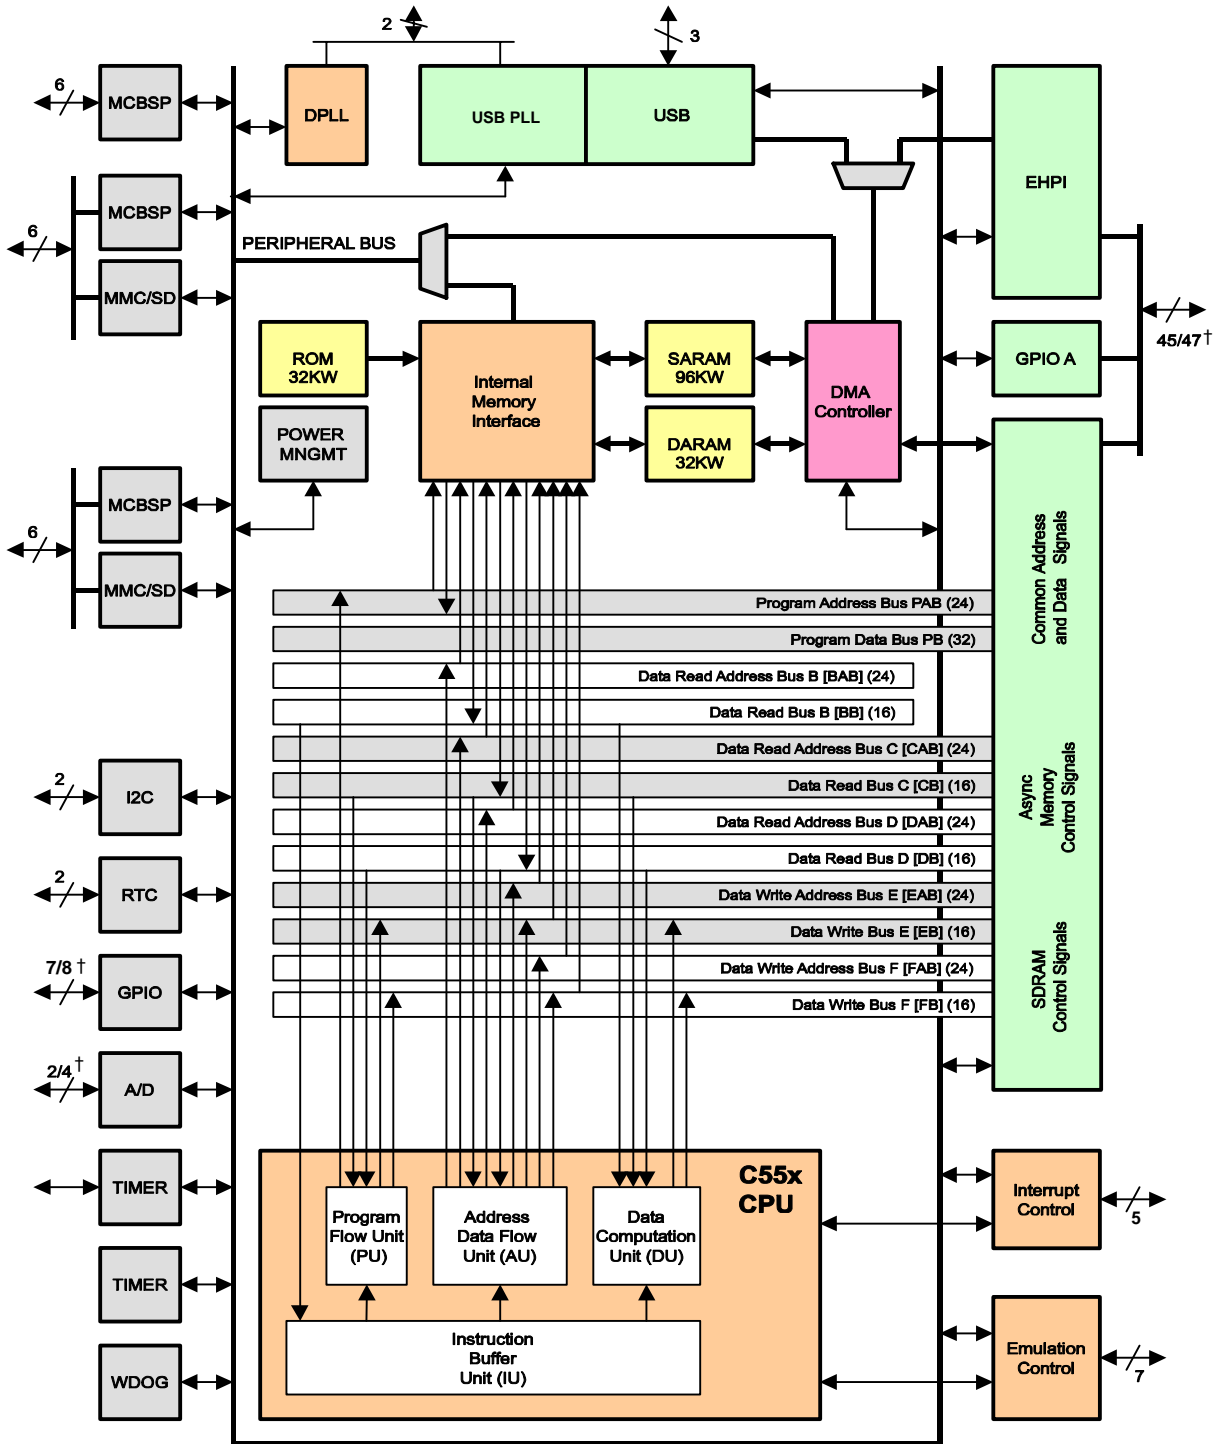 2
3
6
MCBSP
DPLL
USB PLL
USB
EHPI
MCBSP
6
PERIPHERAL BUS
MMC/SD
ROM
32KW
Internal
Memory
Interface
SARAM
96KW
DMA
Controller
GPIO A
45/47†
POWER
MNGMT
DARAM
32KW
MCBSP
6
MMC/SD
Common Address
and Data Signals
Async
Memory
Control Signals
SDRAM
Control Signals
Program Address Bus PAB (24)
Program Data Bus PB (32)
Data Read Address Bus B [BAB] (24)
Data Read Bus B [BB] (16)
Data Read Address Bus C [CAB] (24)
Data Read Bus C [CB] (16)
Data Read Address Bus D [DAB] (24)
Data Read Bus D [DB] (16)
Data Write Address Bus E [EAB] (24)
Data Write Bus E [EB] (16)
Data Write Address Bus F [FAB] (24)
Data Write Bus F [FB] (16)
2
I2C
2
RTC
7/8 †
GPIO
2/4 †
A/D
TIMER
TIMER
WDOG
C55x
CPU
Program
Flow Unit
(PU)
Address
Data Flow
Unit (AU)
Data
Computation
Unit (DU)
Instruction
Buffer
Unit (IU)
Interrupt
Control
5
Emulation
Control
7